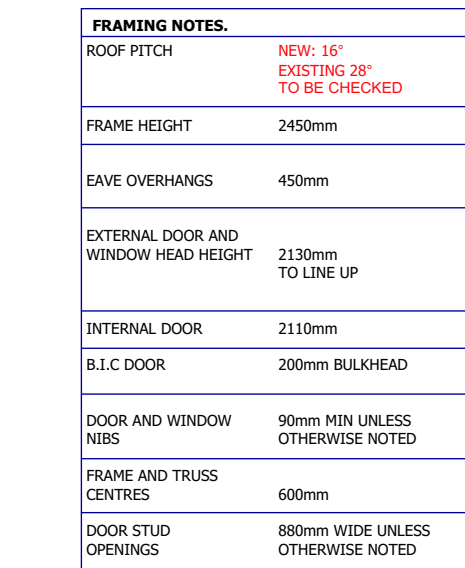 FRAMING NOTES.
ROOF PITCH NEW: 16°
EXISTING 28°
TO BE CHECKED
FRAME HEIGHT 2450mm
EAVE OVERHANGS 450mm
EXTERNAL DOOR AND
WINDOW HEAD HEIGHT 2130mm
TO LINE UP
INTERNAL DOOR 2110mm
B.I.C DOOR 200mm BULKHEAD
DOOR AND WINDOW 90mm MIN UNLESS
NIBS OTHERWISE NOTED
FRAME AND TRUSS
CENTRES 600mm
DOOR STUD 880mm WIDE UNLESS
OPENINGS OTHERWISE NOTED